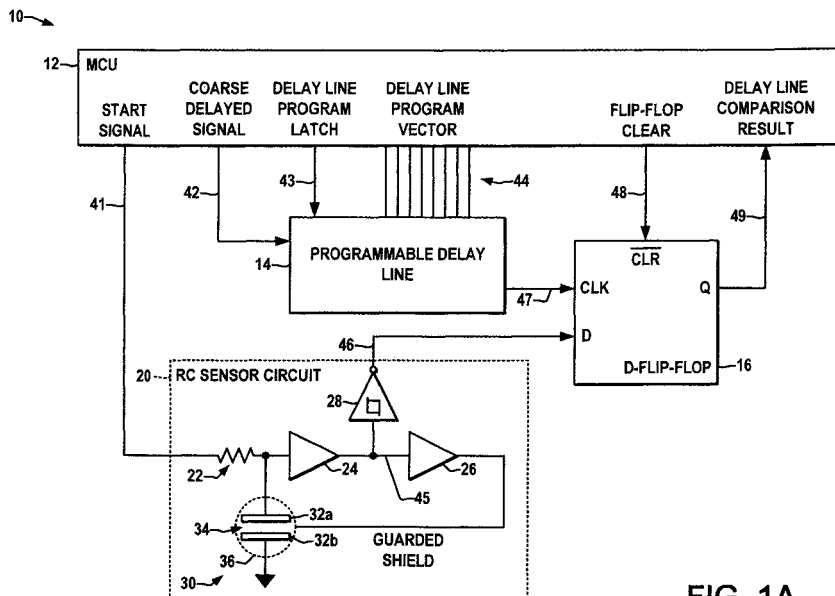 10
12
MCU
START
SIGNAL
COARSE
DELAYED
SIGNAL
DELAY LINE
PROGRAM
LATCH
DELAY LINE
PROGRAM
VECTOR
FLIP-FLOP
CLEAR
DELAY LINE
COMPARISON
RESULT
41
42
43
44
48
49
14
PROGRAMMABLE DELAY
LINE
CLR
CLK
Q
47
D
46
D-FLIP-FLOP
16
20
RC SENSOR CIRCUIT
28
22
24
45
26
34
32a
32b
36
GUARDED
SHIELD
30
FIG. 1A